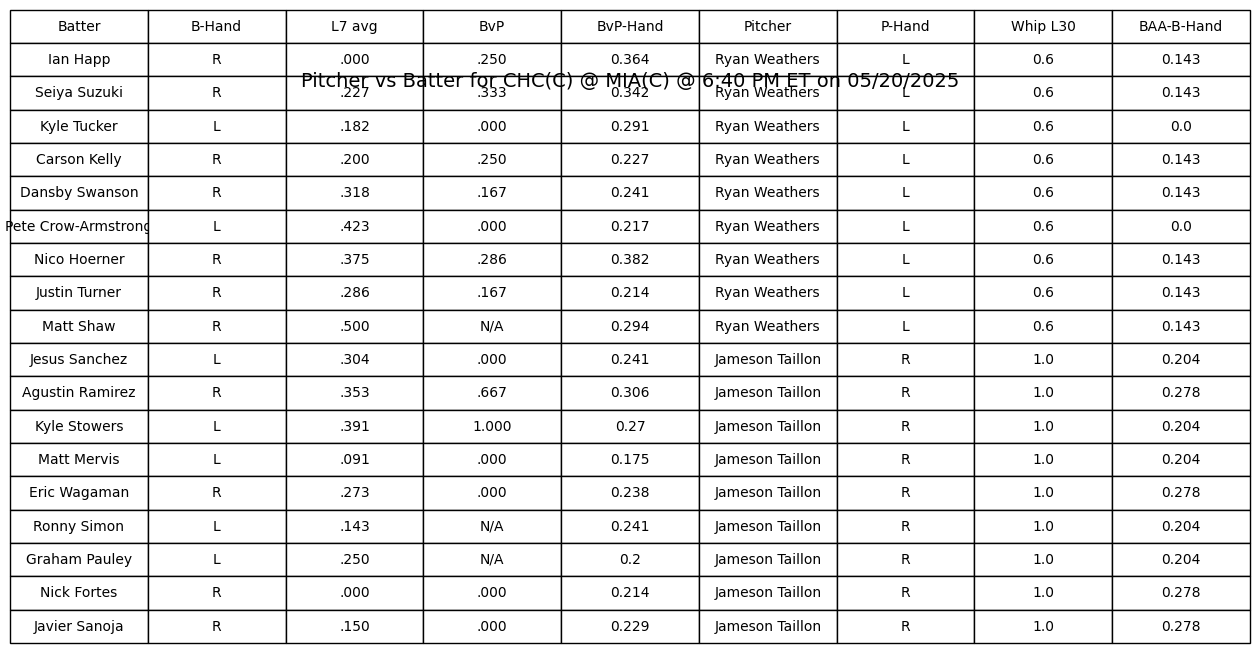 Batter B-Hand L7 avg BvP BvP-Hand Pitcher P-Hand Whip L30 BAA-B-Hand
Ian Happ R .000 .250 0.364 Ryan Weathers L 0.6 0.143
Pitcher vs Batter for CHC(C) @ MIA(C) @ 6:40 PM ET on 05/20/2025
Seiya Suzuki R .227 .333 0.342 Ryan Weathers L 0.6 0.143
Kyle Tucker L .182 .000 0.291 Ryan Weathers L 0.6 0.0
Carson Kelly R .200 .250 0.227 Ryan Weathers L 0.6 0.143
Dansby Swanson R .318 .167 0.241 Ryan Weathers L 0.6 0.143
Pete Crow-Armstrong L .423 .000 0.217 Ryan Weathers L 0.6 0.0
Nico Hoerner R .375 .286 0.382 Ryan Weathers L 0.6 0.143
Justin Turner R .286 .167 0.214 Ryan Weathers L 0.6 0.143
Matt Shaw R .500 N/A 0.294 Ryan Weathers L 0.6 0.143
Jesus Sanchez L .304 .000 0.241 Jameson Taillon R 1.0 0.204
Agustin Ramirez R .353 .667 0.306 Jameson Taillon R 1.0 0.278
Kyle Stowers L .391 1.000 0.27 Jameson Taillon R 1.0 0.204
Matt Mervis L .091 .000 0.175 Jameson Taillon R 1.0 0.204
Eric Wagaman R .273 .000 0.238 Jameson Taillon R 1.0 0.278
Ronny Simon L .143 N/A 0.241 Jameson Taillon R 1.0 0.204
Graham Pauley L .250 N/A 0.2 Jameson Taillon R 1.0 0.204
Nick Fortes R .000 .000 0.214 Jameson Taillon R 1.0 0.278
Javier Sanoja R .150 .000 0.229 Jameson Taillon R 1.0 0.278